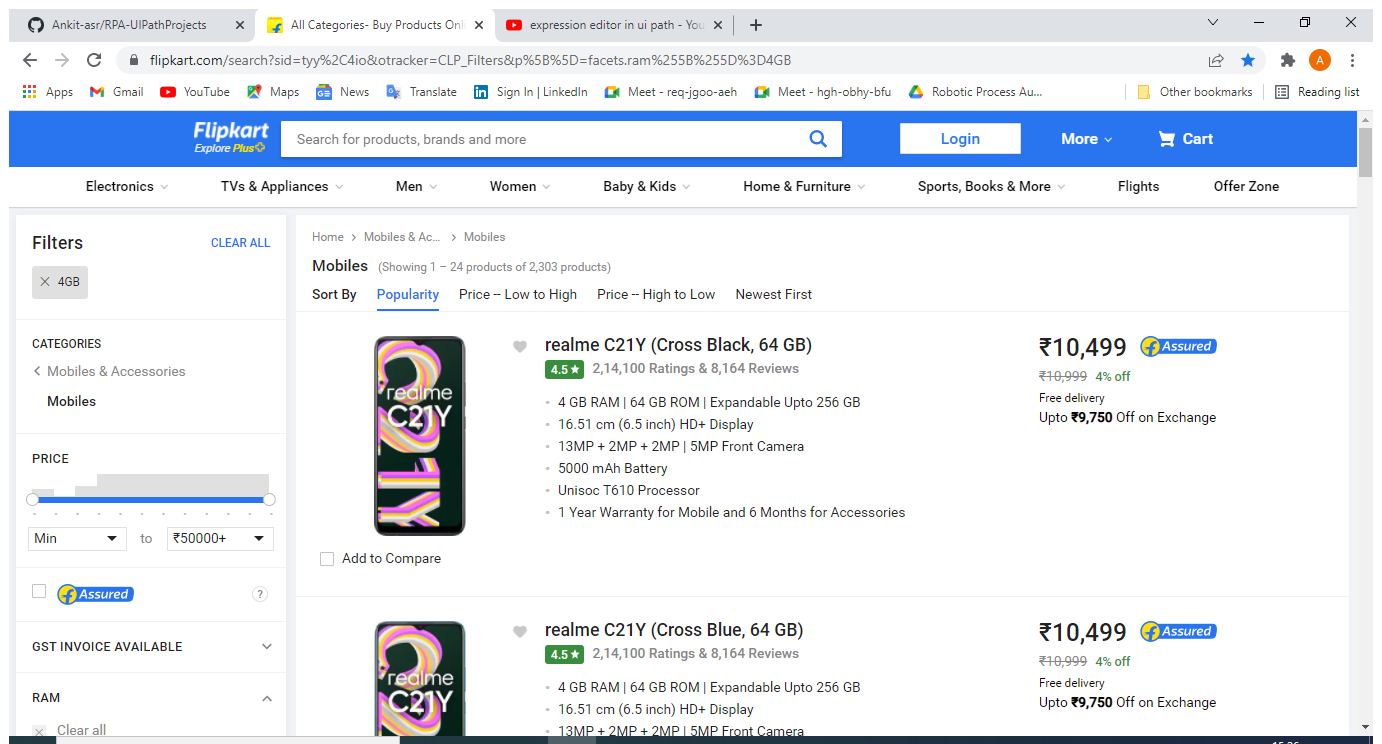 Ankit-asr/RPA-UIPathProjects
All Categories- Buy Products Onl
expression editor in ui path - You
flipkart.com/search?sid=tyy%2C4io&otracker=CLP_Filters&p%5B%5D=facets.ram%255B%255D%3D4GB
A
Apps Gmail YouTube Maps News Translate Sign In | LinkedIn Meet - req-jgoo-aeh Meet - hgh-obhy-bfu Robotic Process Au... Other bookmarks Reading list
Flipkart
Explore Plus
Search for products, brands and more
Login
More
Cart
Electronics TVs & Appliances Men Women Baby & Kids Home & Furniture Sports, Books & More Flights Offer Zone
Filters
CLEAR ALL
4GB
CATEGORIES
Mobiles & Accessories
Mobiles
PRICE
Min to ₹50000+
Assured
?
GST INVOICE AVAILABLE
RAM
Clear all
Home > Mobiles & Ac... > Mobiles
Mobiles (Showing 1 – 24 products of 2,303 products)
Sort By Popularity Price -- Low to High Price -- High to Low Newest First
realme
C21Y
C21Y
Add to Compare
realme C21Y (Cross Black, 64 GB)
4.5★ 2,14,100 Ratings & 8,164 Reviews
4 GB RAM | 64 GB ROM | Expandable Upto 256 GB
16.51 cm (6.5 inch) HD+ Display
13MP + 2MP + 2MP | 5MP Front Camera
5000 mAh Battery
Unisoc T610 Processor
1 Year Warranty for Mobile and 6 Months for Accessories
₹10,499 Assured
₹10,999 4% off
Free delivery
Upto ₹9,750 Off on Exchange
realme
C21Y
realme C21Y (Cross Blue, 64 GB)
4.5★ 2,14,100 Ratings & 8,164 Reviews
4 GB RAM | 64 GB ROM | Expandable Upto 256 GB
16.51 cm (6.5 inch) HD+ Display
13MP + 2MP + 2MP | 5MP Front Camera
₹10,499 Assured
₹10,999 4% off
Free delivery
Upto ₹9,750 Off on Exchange